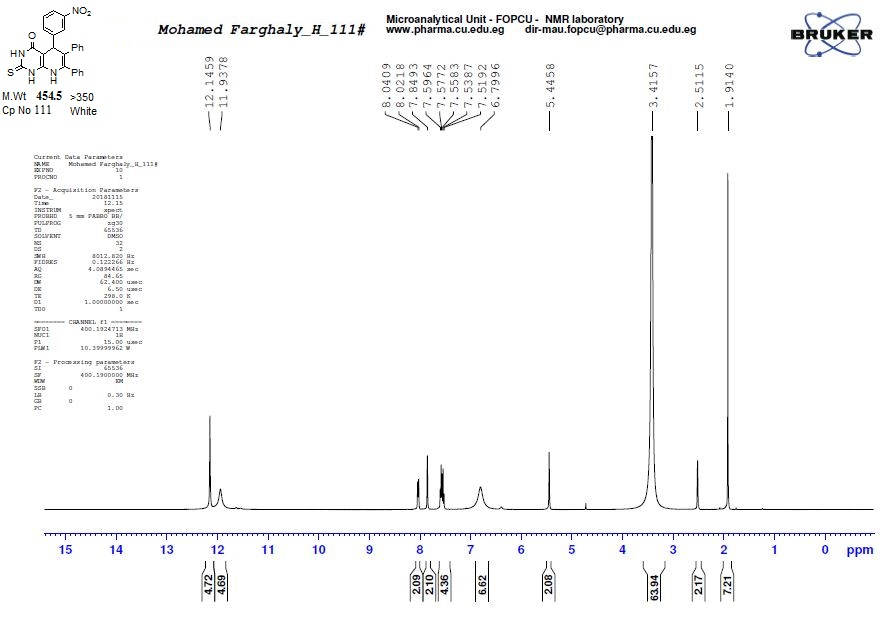 NO₂
O
HN
Ph
S
N
H
N
H
Ph
M.Wt 454.5 >350
Cp No 111 White
Mohamed Farghaly_H_111#
Microanalytical Unit - FOPCU - NMR laboratory
www.pharma.cu.edu.eg dir-mau.fopcu@pharma.cu.edu.eg
BRUKER
12.1459
11.9378
8.0409
8.0218
7.8493
7.5964
7.5772
7.5583
7.5387
7.5192
6.7996
5.4458
3.4157
2.5115
1.9140
Current Data Parameters
NAME Mohamed Farghaly_H_111#
EXPNO 10
PROCNO 1
F2 - Acquisition Parameters
Date_ 20181115
Time 12.15
INSTRUM spect
PROBHD 5 mm PABBO BB/
PULPROG zg30
TD 65536
SOLVENT DMSO
NS 32
DS 2
SWH 8012.820 Hz
FIDRES 0.122266 Hz
AQ 4.0894465 sec
RG 84.65
DW 62.400 usec
DE 6.50 usec
TE 298.0 K
D1 1.00000000 sec
TD0 1
======== CHANNEL f1 ========
SFO1 400.1924713 MHz
NUC1 1H
P1 15.00 usec
PLW1 10.39999962 W
F2 - Processing parameters
SI 65536
SF 400.1900000 MHz
WDW EM
SSB 0
LB 0.30 Hz
GB 0
PC 1.00
15 14 13 12 11 10 9 8 7 6 5 4 3 2 1 0 ppm
4.72
4.69
2.09
2.10
4.36
6.62
2.08
63.94
2.17
7.21